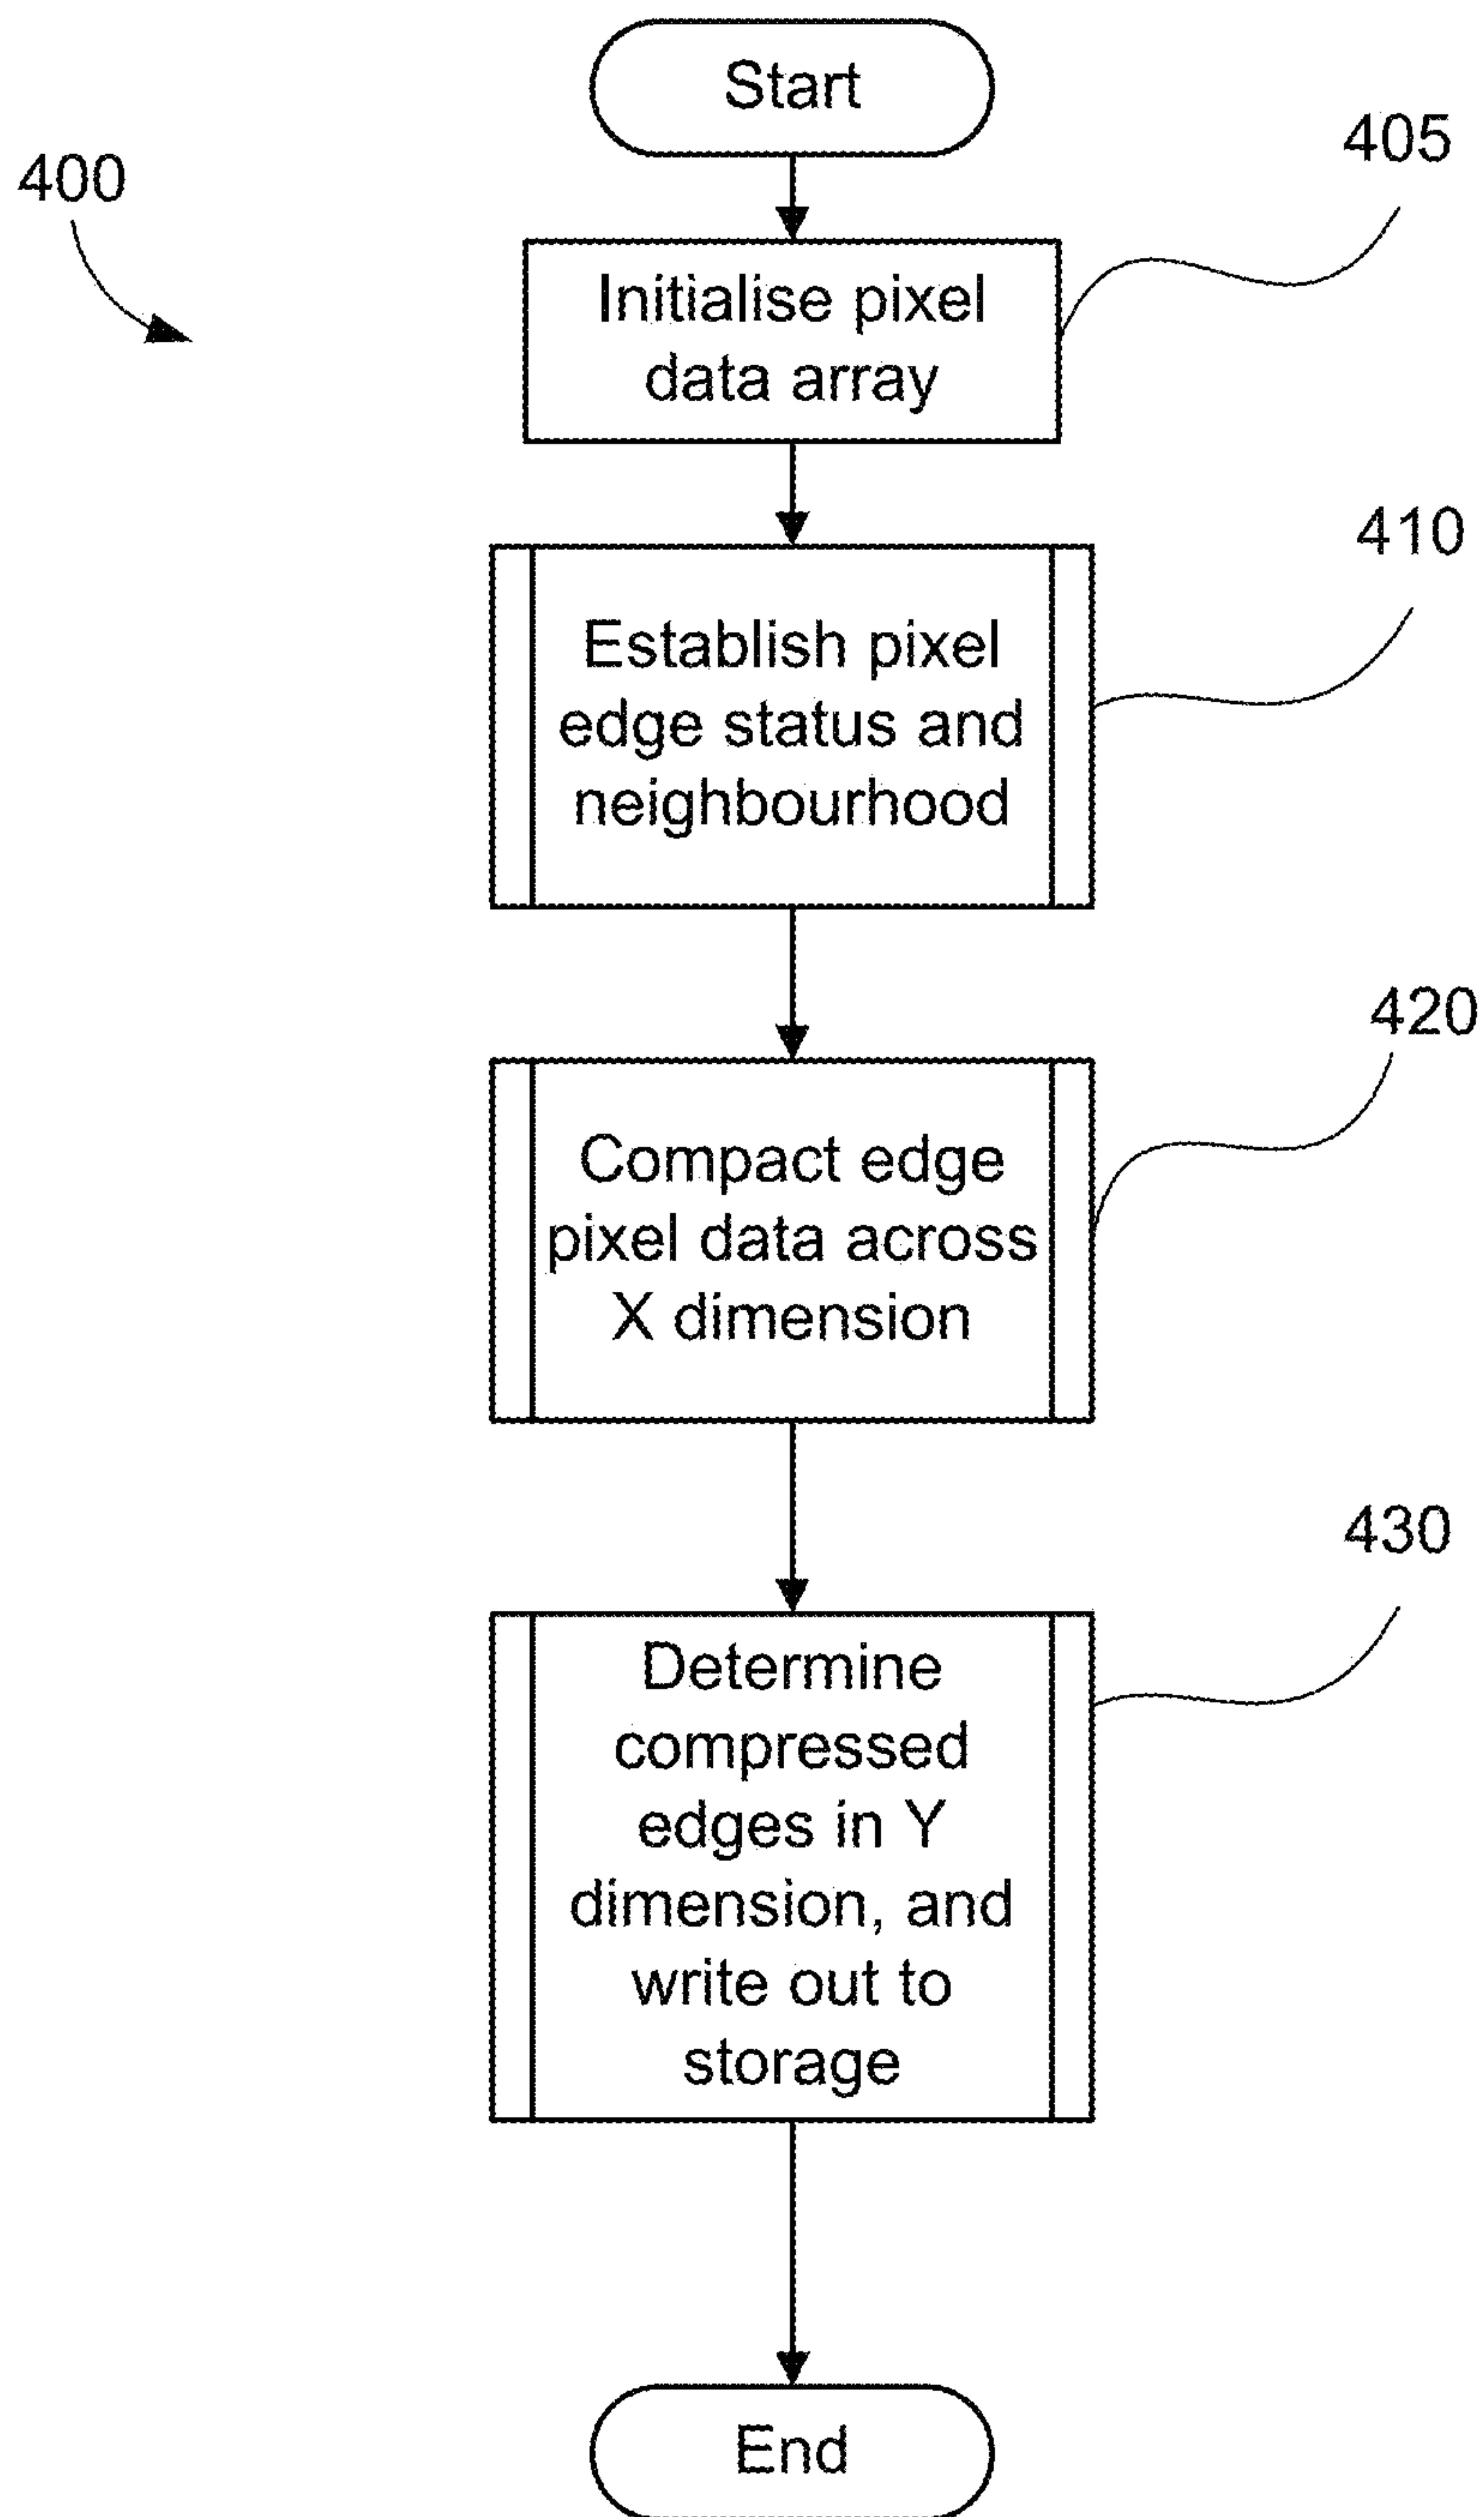 Start
405
400
Initialise pixel
data array
410
Establish pixel
edge status and
neighbourhood
420
Compact edge
pixel data across
X dimension
430
Determine
compressed
edges in Y
dimension, and
write out to
storage
End